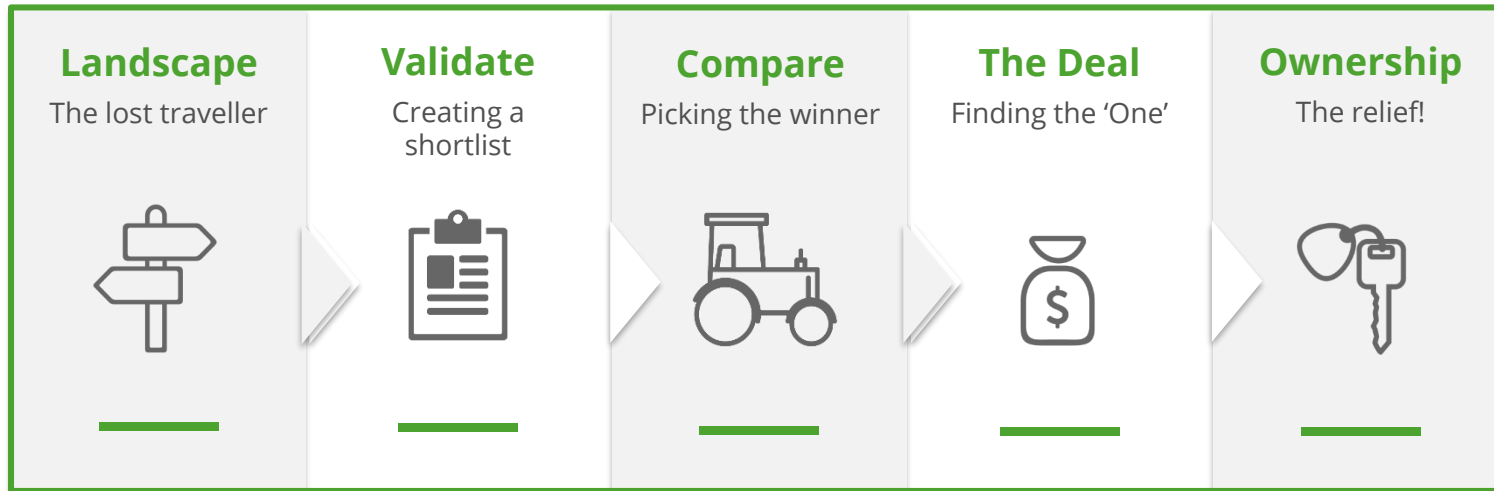 Landscape
The lost traveller
Validate
Creating a
shortlist
Compare
Picking the winner
The Deal
Finding the ‘One’
$
Ownership
The relief!